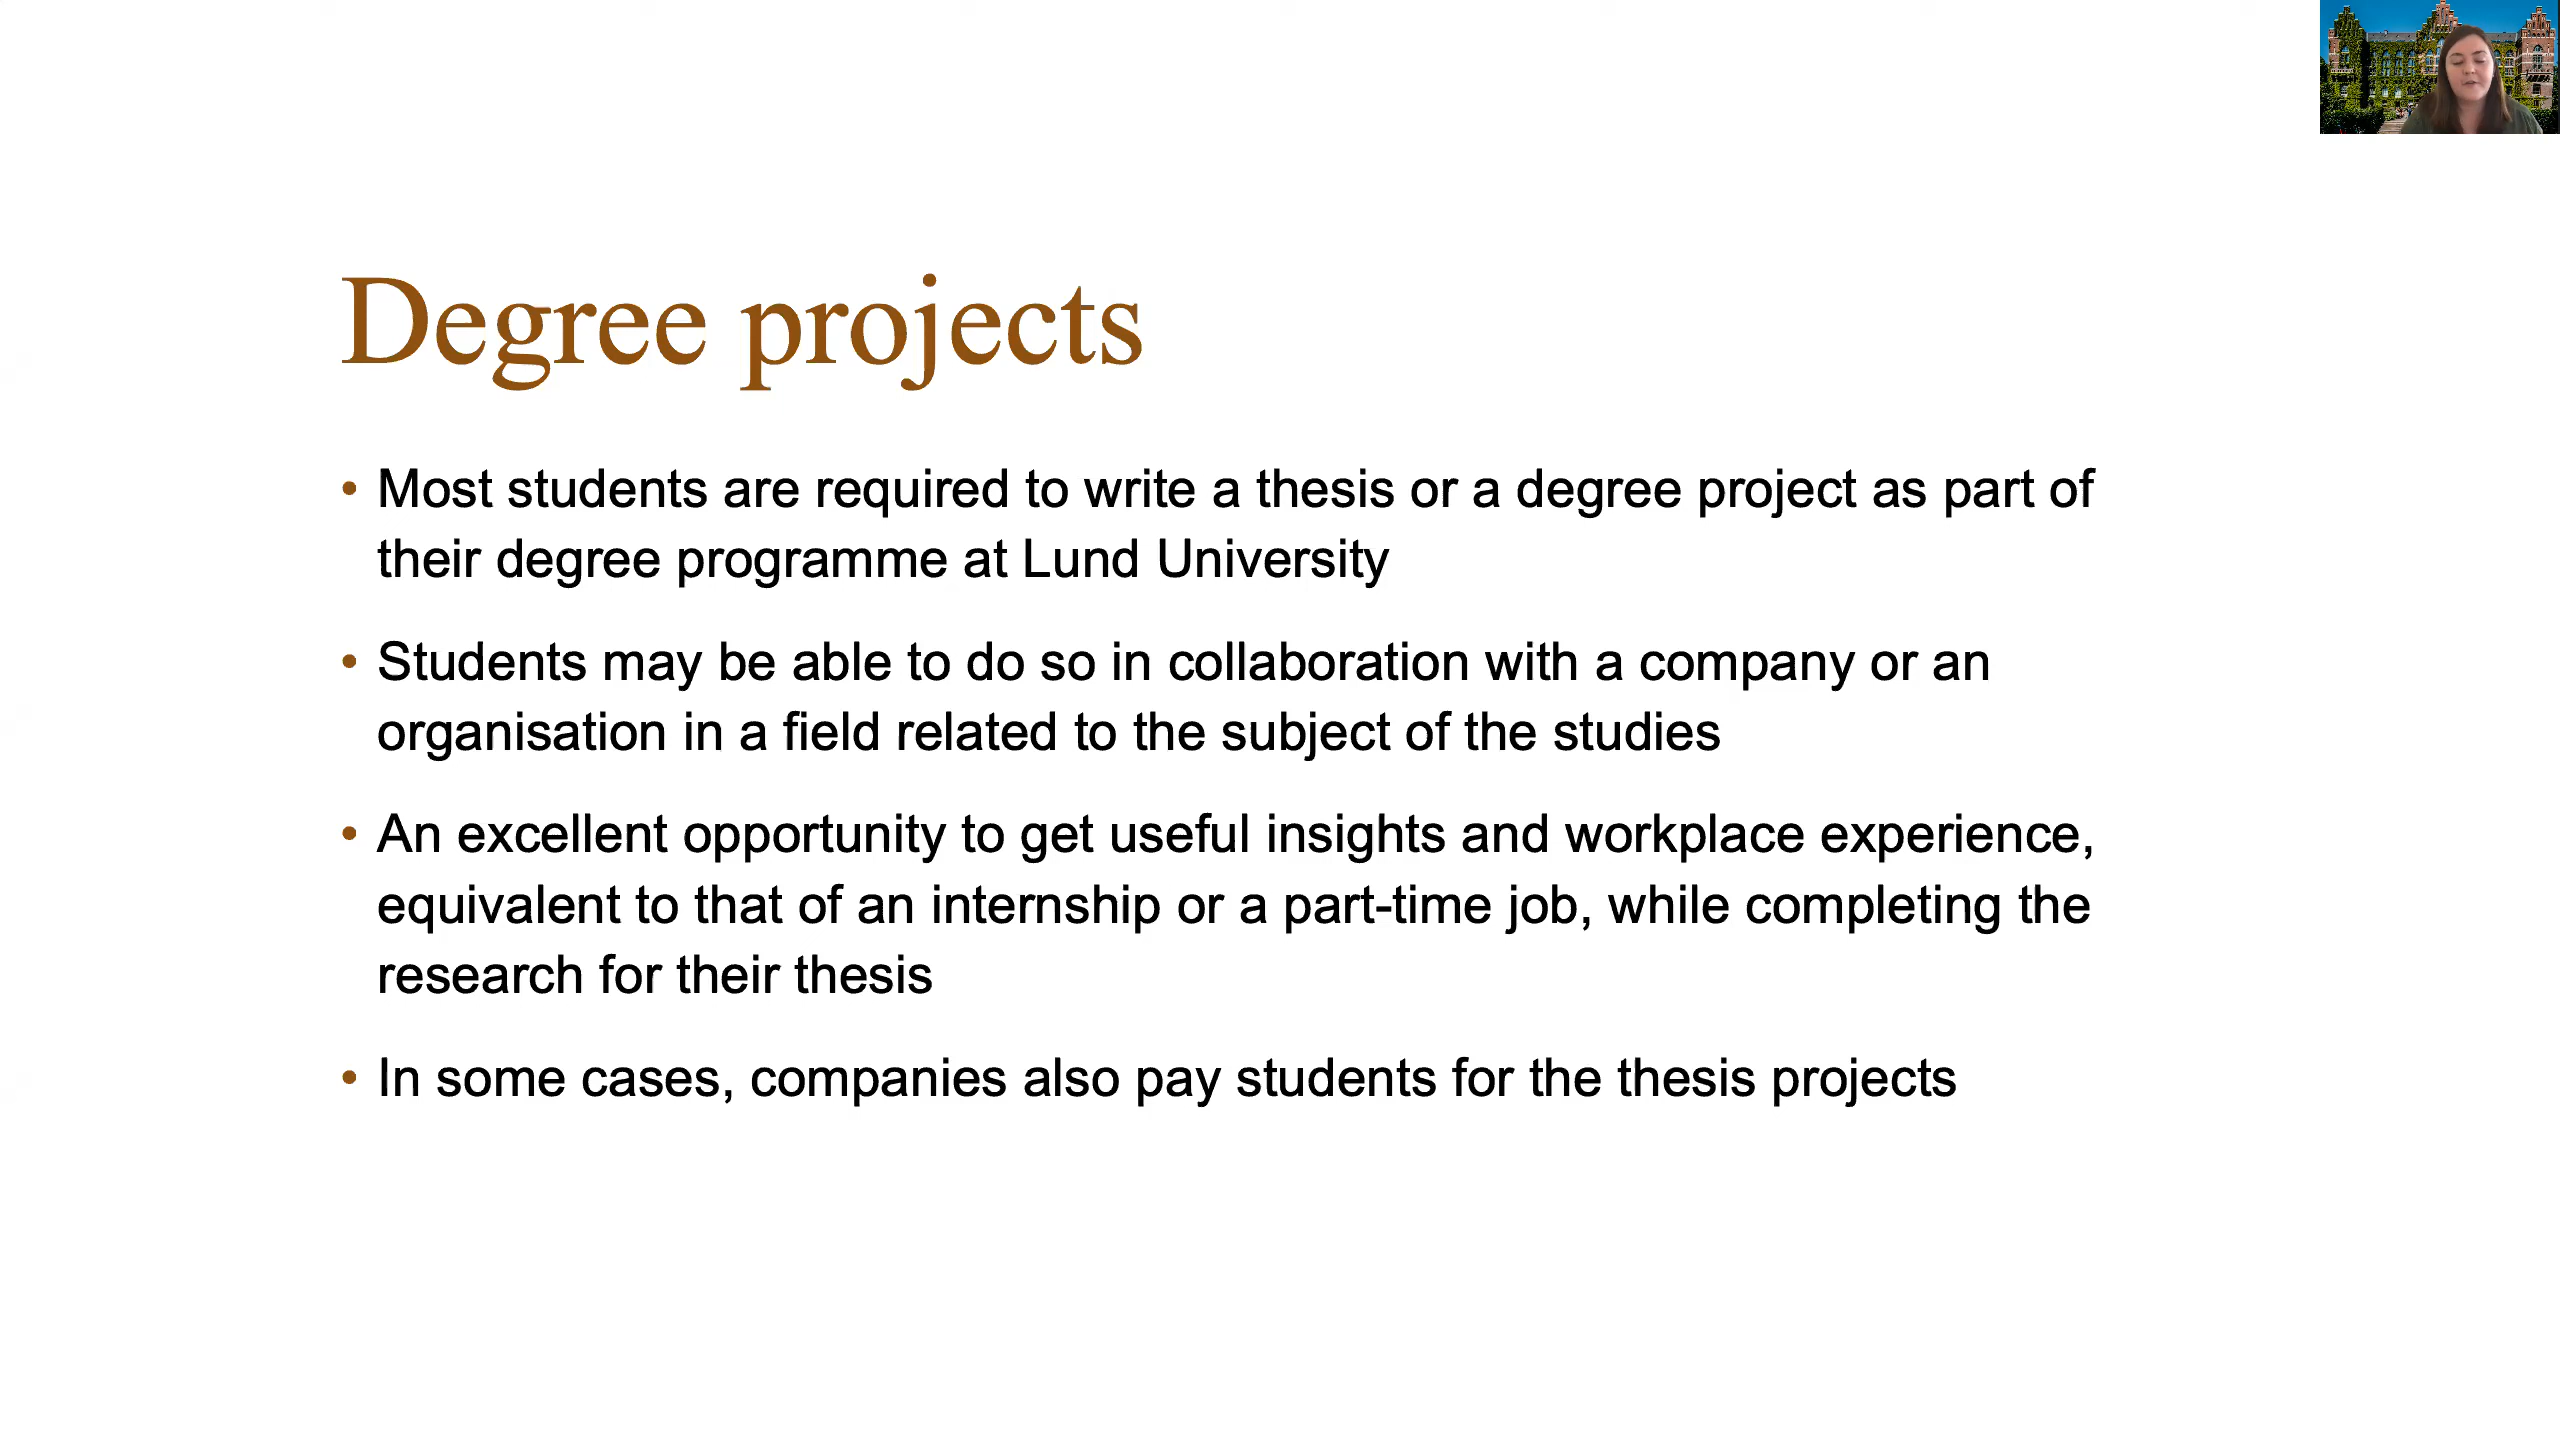 Degree projects
• Most students are required to write a thesis or a degree project as part of
their degree programme at Lund University
• Students may be able to do so in collaboration with a company or an
organisation in a field related to the subject of the studies
• An excellent opportunity to get useful insights and workplace experience,
equivalent to that of an internship or a part-time job, while completing the
research for their thesis
• In some cases, companies also pay students for the thesis projects